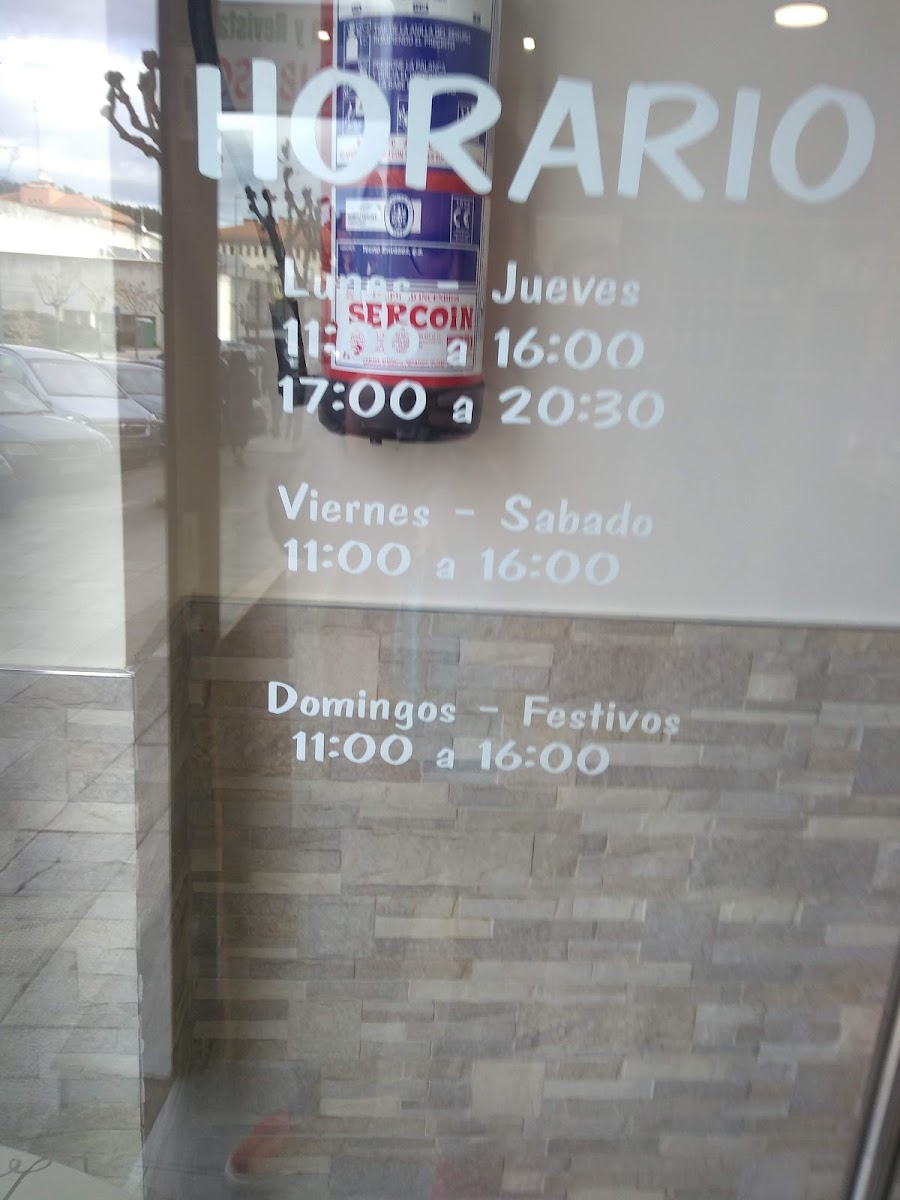 y Revista
HORARIO
Lunes - Jueves
11:00 a 16:00
17:00 a 20:30
SERCOIN
Viernes - Sabado
11:00 a 16:00
Domingos - Festivos
11:00 a 16:00